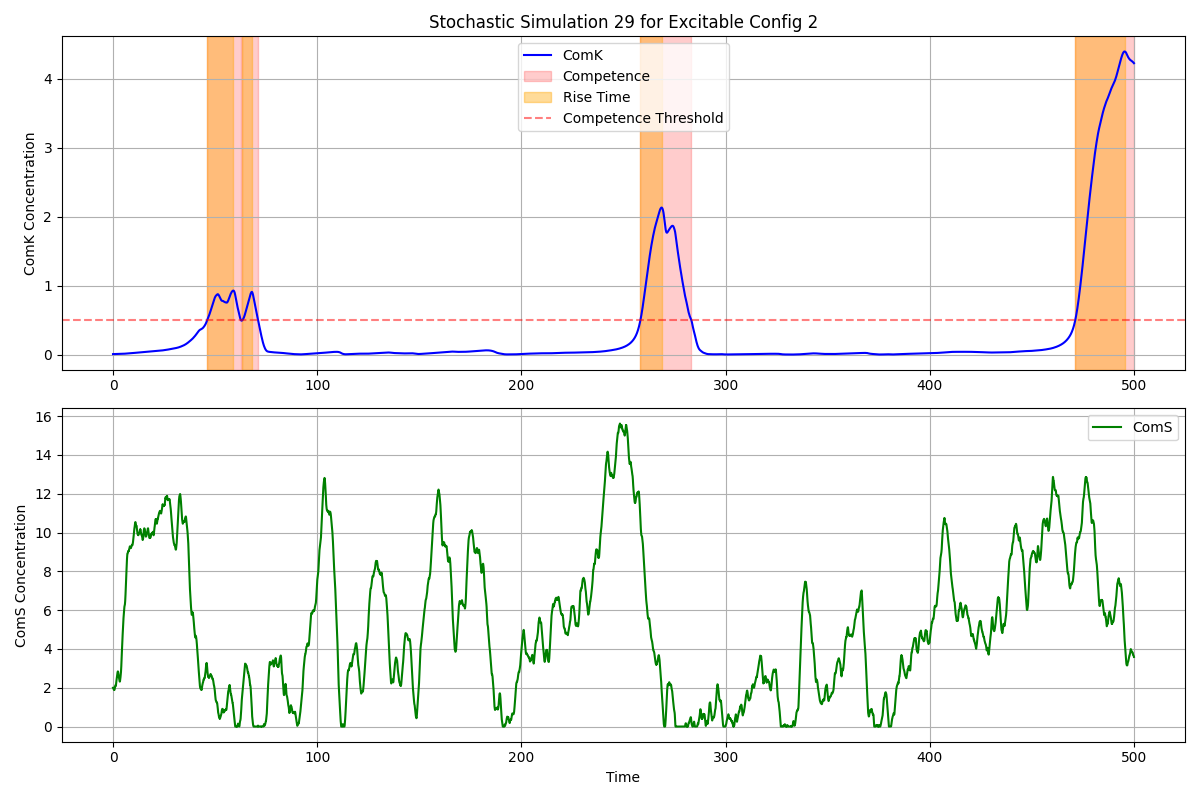 Stochastic Simulation 29 for Excitable Config 2
ComK Concentration
4
3
2
1
0
ComK
Competence
Rise Time
Competence Threshold
0
100
200
300
400
500
ComS Concentration
16
14
12
10
8
6
4
2
0
ComS
0
100
200
300
400
500
Time